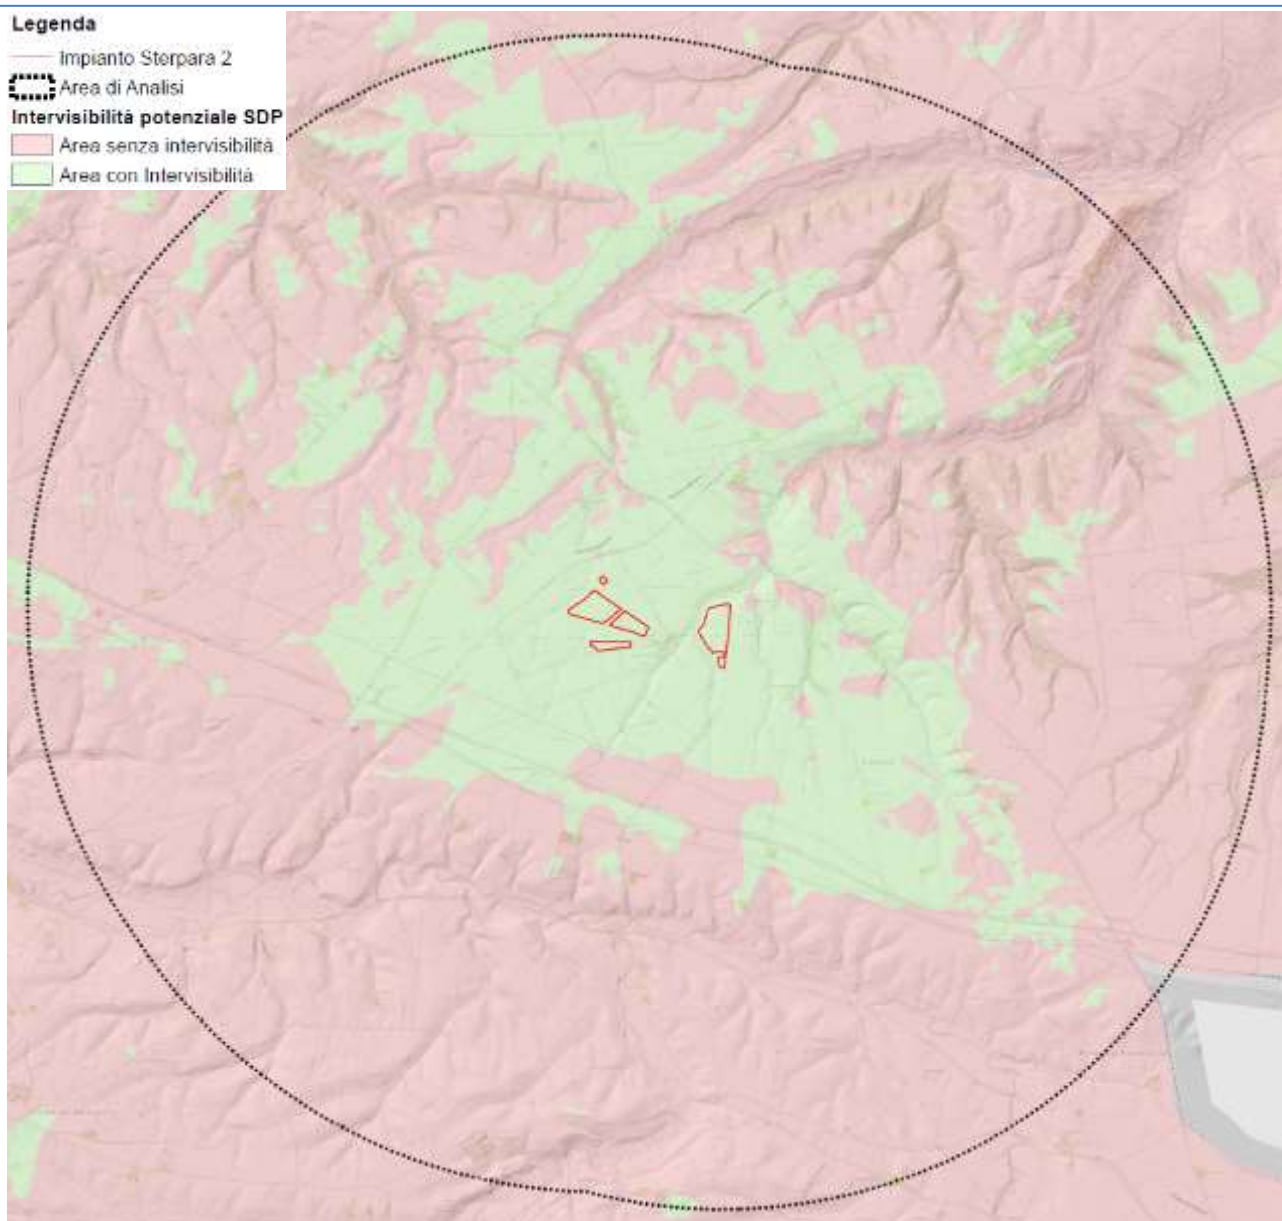 Legenda
Impianto Sterpara 2
Area di Analisi
Intervisibilità potenziale SDP
Area senza intervisibilità
Area con Intervisibilità